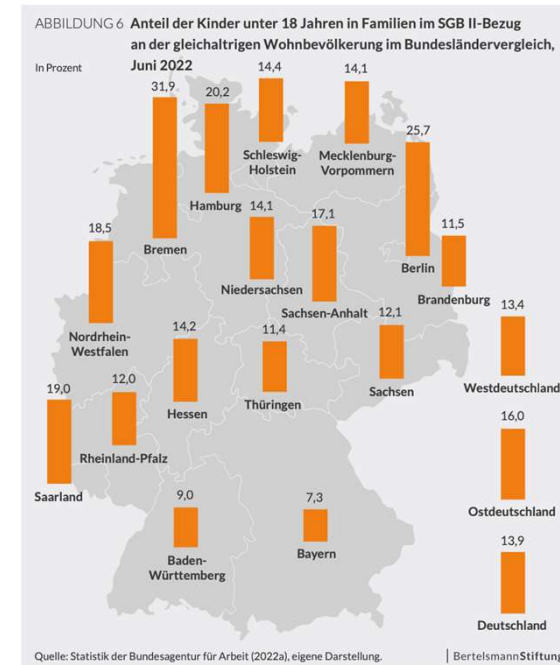 ABBILDUNG 6 Anteil der Kinder unter 18 Jahren in Familien im SGB II-Bezug
an der gleichaltrigen Wohnbevölkerung im Bundesländervergleich,
In Prozent
Juni 2022
31,9
Bremen
20,2
Hamburg
14,4
Schleswig-
Holstein
14,1
Mecklenburg-
Vorpommern
25,7
Berlin
11,5
Brandenburg
18,5
Nordrhein-
Westfalen
14,1
Niedersachsen
17,1
Sachsen-Anhalt
12,1
Sachsen
13,4
Westdeutschland
14,2
Hessen
11,4
Thüringen
19,0
Saarland
12,0
Rheinland-Pfalz
16,0
Ostdeutschland
9,0
Baden-
Württemberg
7,3
Bayern
13,9
Deutschland
Quelle: Statistik der Bundesagentur für Arbeit (2022a), eigene Darstellung.
BertelsmannStiftung